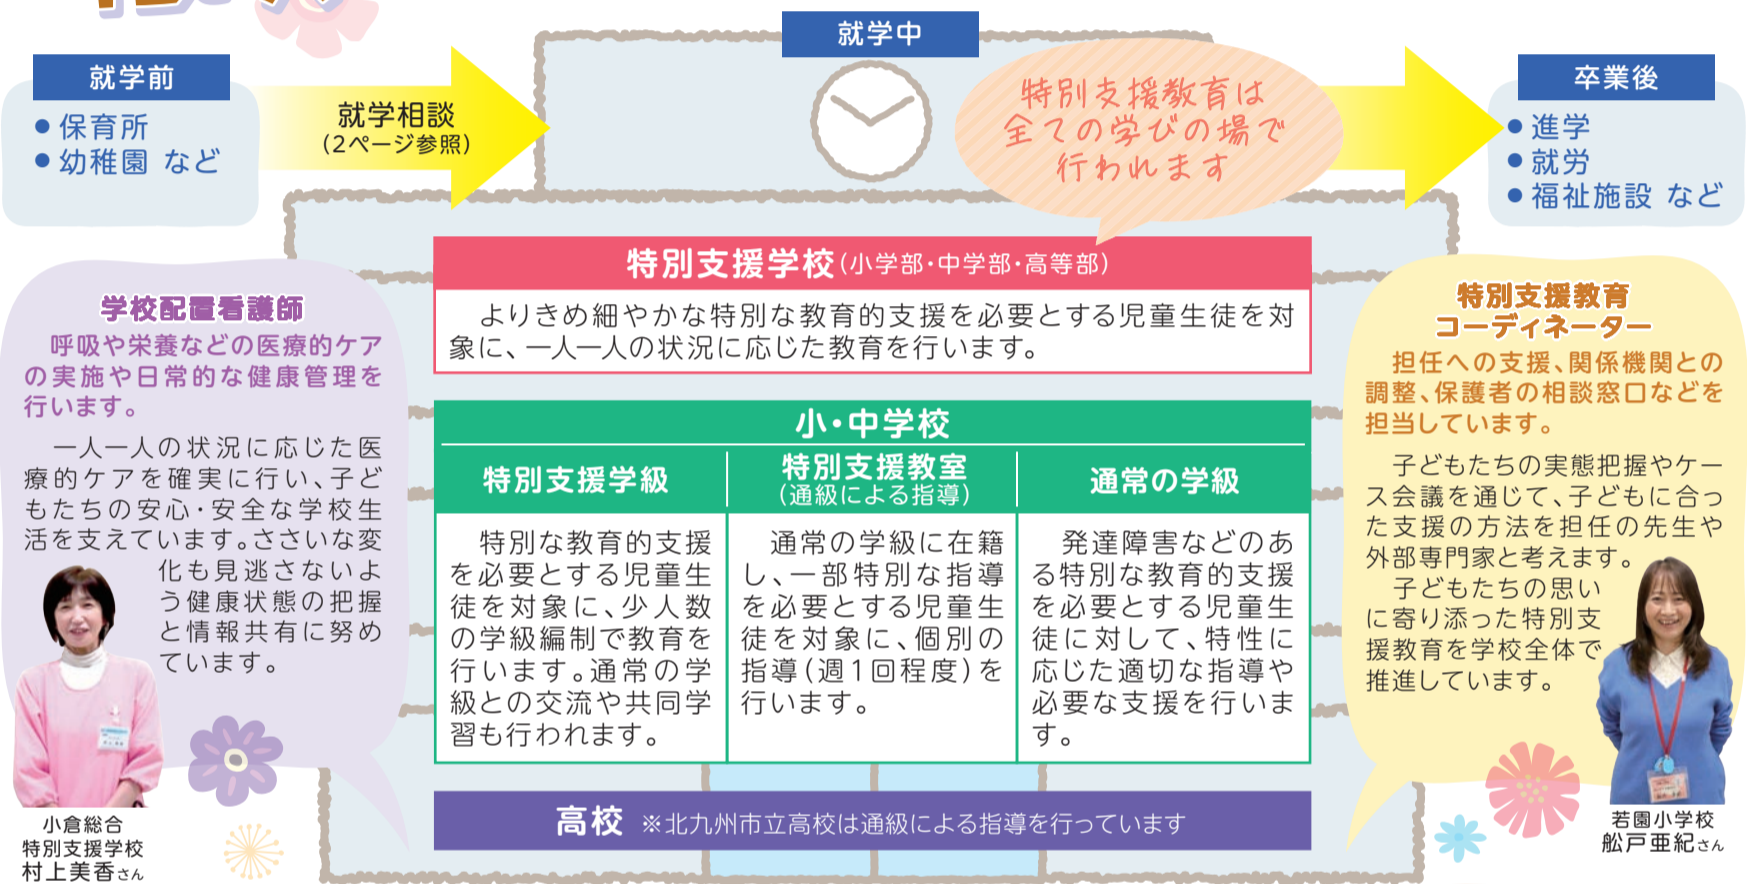 就学前
● 保育所
● 幼稚園 など
就学相談
(2ページ参照)
就学中
特別支援教育は
全ての学びの場で
行われます
卒業後
● 進学
● 就労
● 福祉施設 など
特別支援学校(小学部・中学部・高等部)
よりきめ細やかな特別な教育的支援を必要とする児童生徒を対
象に、一人一人の状況に応じた教育を行います。
小・中学校
特別支援学級
特別な教育的支援
を必要とする児童生
徒を対象に、少人数
の学級編制で教育を
行います。通常の学
級との交流や共同学
習も行われます。
特別支援教室
(通級による指導)
通常の学級に在籍
し、一部特別な指導
を必要とする児童生
徒を対象に、個別の
指導(週1回程度)を
行います。
通常の学級
発達障害などのあ
る特別な教育的支援
を必要とする児童生
徒に対して、特性に
応じた適切な指導や
必要な支援を行いま
す。
高校 ※北九州市立高校は通級による指導を行っています
学校配置看護師
呼吸や栄養などの医療的ケア
の実施や日常的な健康管理を
行います。
一人一人の状況に応じた医
療的ケアを確実に行い、子ど
もたちの安心・安全な学校生
活を支えています。ささいな変
化も見逃さないよ
う健康状態の把握
と情報共有に努め
ています。
小倉総合
特別支援学校
村上美香さん
特別支援教育
コーディネーター
担任への支援、関係機関との
調整、保護者の相談窓口などを
担当しています。
子どもたちの実態把握やケー
ス会議を通じて、子どもに合っ
た支援の方法を担任の先生や
外部専門家と考えます。
子どもたちの思い
に寄り添った特別支
援教育を学校全体で
推進しています。
若園小学校
舩戸亜紀さん